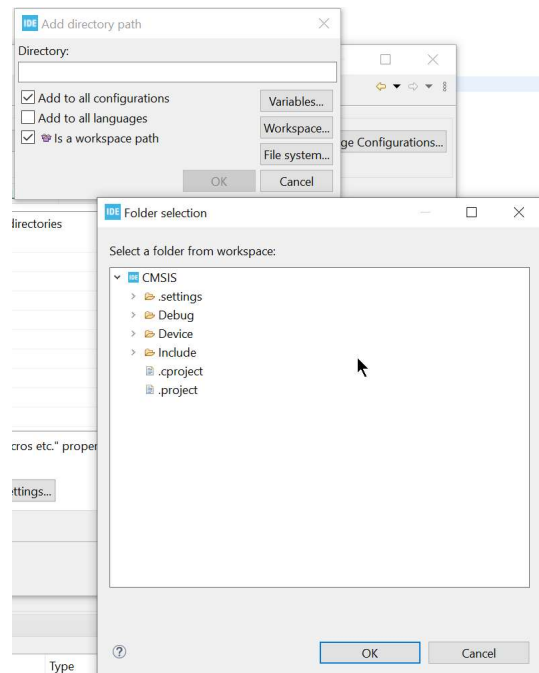 IDE Add directory path
Directory:
Add to all configurations
Variables...
Add to all languages
Workspace...
Is a workspace path
File system...
ge Configurations...
OK
Cancel
directories
IDE Folder selection
Select a folder from workspace:
IDE CMSIS
.settings
Debug
Device
Include
.cproject
.project
cros etc." proper
ettings...
?
OK
Cancel
Type